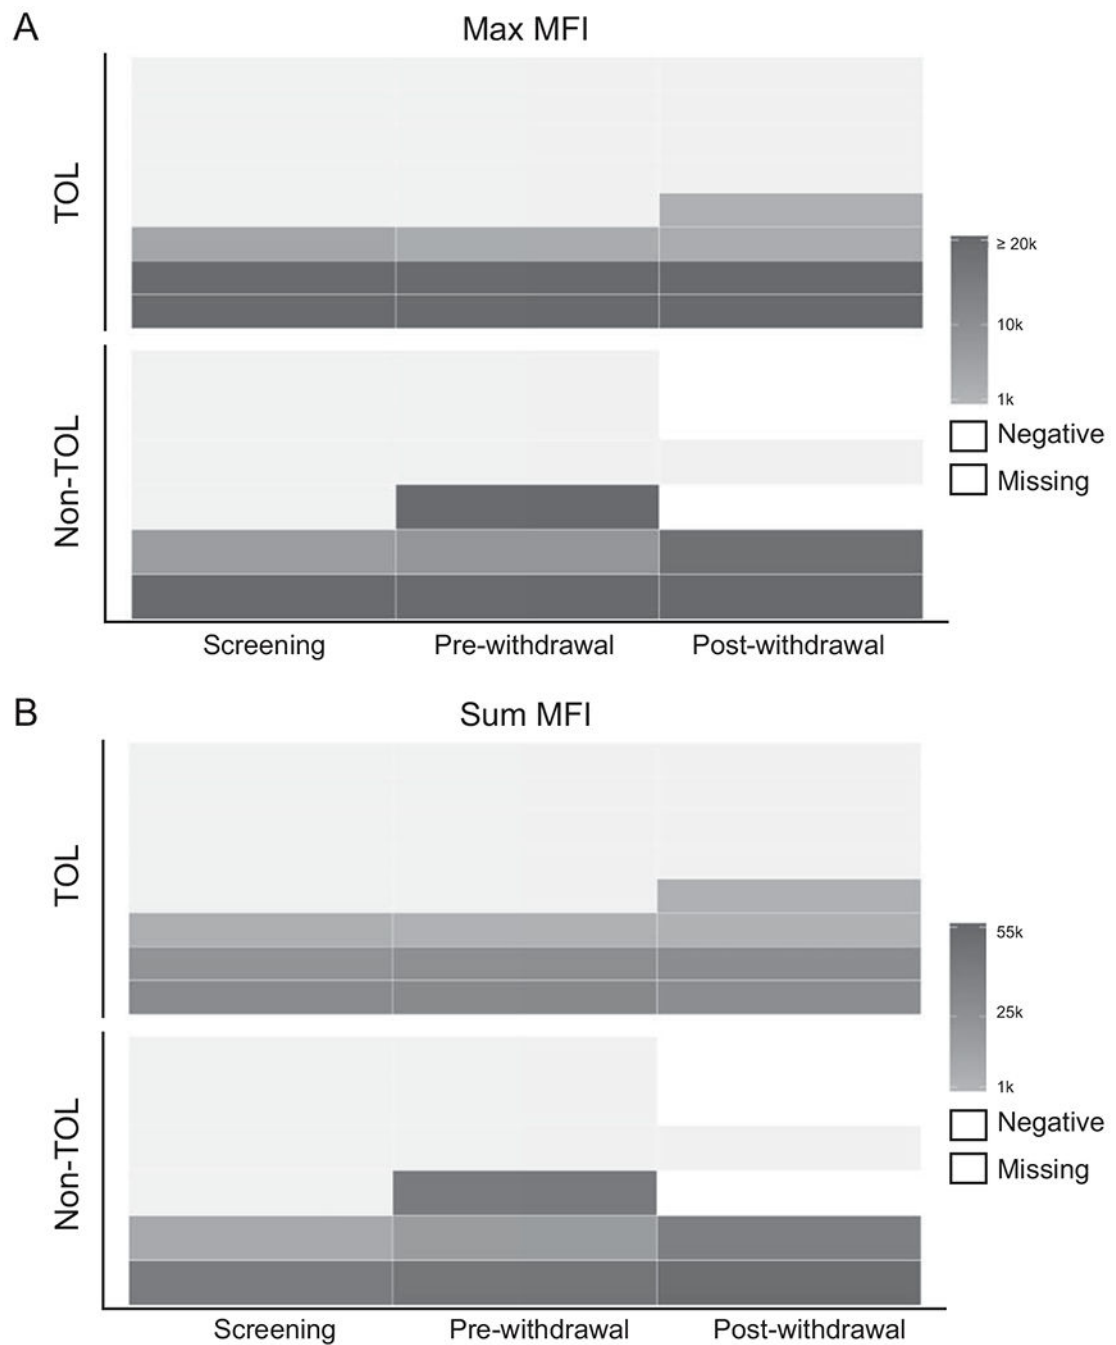 A
Max MFI
TOL
≥ 20k
10k
1k
Negative
Missing
Non-TOL
Screening
Pre-withdrawal
Post-withdrawal
B
Sum MFI
TOL
55k
25k
1k
Negative
Missing
Non-TOL
Screening
Pre-withdrawal
Post-withdrawal